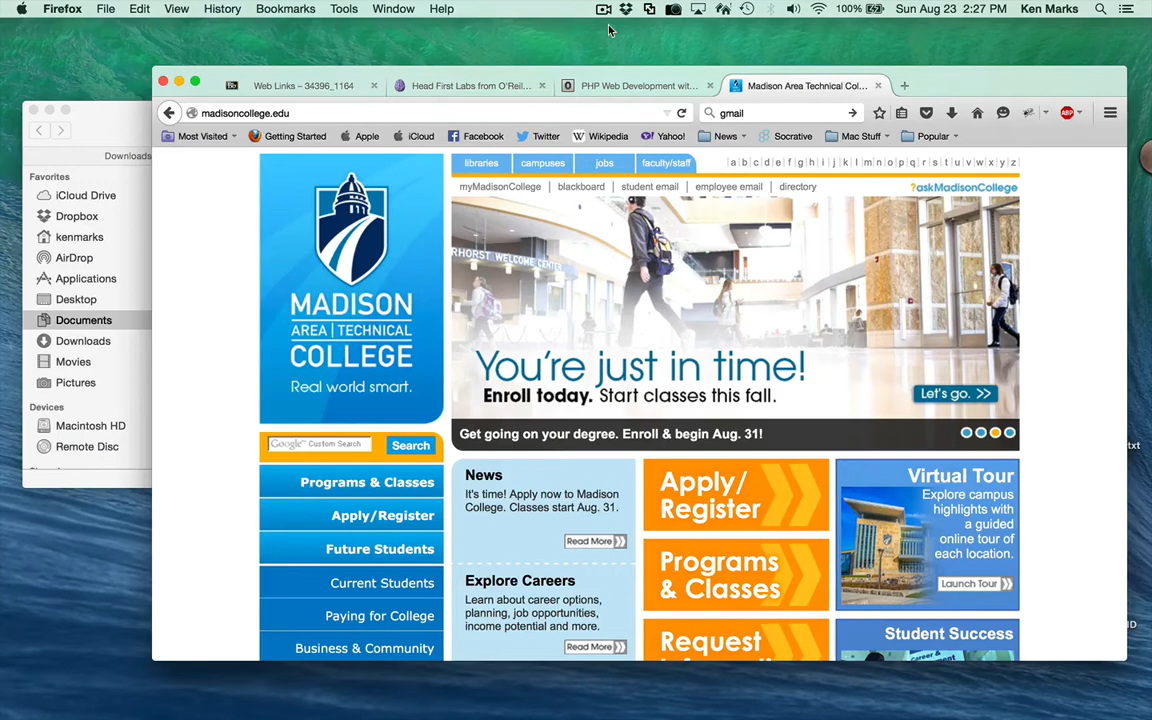 Firefox File Edit View History Bookmarks Tools Window Help 100% Sun Aug 23 2:27 PM Ken Marks
Web Links – 34396_1164 Head First Labs from O'Reil... PHP Web Development wit... Madison Area Technical Col...
madisoncollege.edu gmail
Most Visited Getting Started Apple iCloud Facebook Twitter Wikipedia Yahoo! News Socrative Mac Stuff Popular
Downloads
Favorites
iCloud Drive
Dropbox
kenmarks
AirDrop
Applications
Desktop
Documents
Downloads
Movies
Pictures
Devices
Macintosh HD
Remote Disc
libraries campuses jobs faculty/staff a b c d e f g h i j k l m n o p q r s t u v w x y z
myMadisonCollege | blackboard | student email | employee email | directory ?askMadisonCollege
MADISON
AREA | TECHNICAL
COLLEGE
Real world smart.
RHORST WELCOME CENTER
You're just in time!
Enroll today. Start classes this fall.
Let's go. >>
Get going on your degree. Enroll & begin Aug. 31!
Google™ Custom Search Search
Programs & Classes
Apply/Register
Future Students
Current Students
Paying for College
Business & Community
News
It's time! Apply now to Madison
College. Classes start Aug. 31.
Read More
Explore Careers
Learn about career options,
planning, job opportunities,
income potential and more.
Read More
Apply/
Register
Programs
& Classes
Request
Virtual Tour
Explore campus
highlights with
a guided
online tour of
each location.
Launch Tour
Student Success
txt
ID